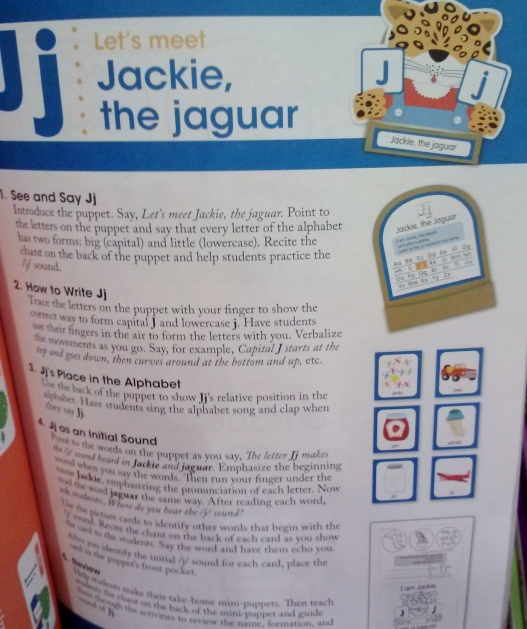 Jj
Let's meet
Jackie,
the jaguar
J
j
Jackie, the jaguar
1. See and Say Jj
Introduce the puppet. Say, Let's meet Jackie, the jaguar. Point to
the letters on the puppet and say that every letter of the alphabet
has two forms: big (capital) and little (lowercase). Recite the
chant on the back of the puppet and help students practice the
/j/ sound.
2. How to Write Jj
Trace the letters on the puppet with your finger to show the
correct way to form capital J and lowercase j. Have students
use their fingers in the air to form the letters with you. Verbalize
the movements as you go. Say, for example, Capital J starts at the
top and goes down, then curves around at the bottom and up, etc.
3. Jj's Place in the Alphabet
Use the back of the puppet to show Jj's relative position in the
alphabet. Have students sing the alphabet song and clap when
they say Jj.
4. Jj as an Initial Sound
Point to the words on the puppet as you say, The letter Jj makes
the /j/ sound heard in Jackie and jaguar. Emphasize the beginning
sound when you say the words. Then run your finger under the
name Jackie, emphasizing the pronunciation of each letter. Now
read the word jaguar the same way. After reading each word,
ask students, Where do you hear the /j/ sound?
Use the picture cards to identify other words that begin with the
/j/ sound. Recite the chant on the back of each card as you show
the card to the students. Say the word and have them echo you.
After you identify the initial /j/ sound for each card, place the
card in the puppet's front pocket.
5. Review
Help students make their take-home mini-puppets. Then teach
students the chant on the back of the mini-puppet and guide
them through the activities to review the name, formation, and
sound of Jj.
Jj
Jackie, the Jaguar
Aa Bb Cc Dd Ee Ff Gg
I am Jackie
J